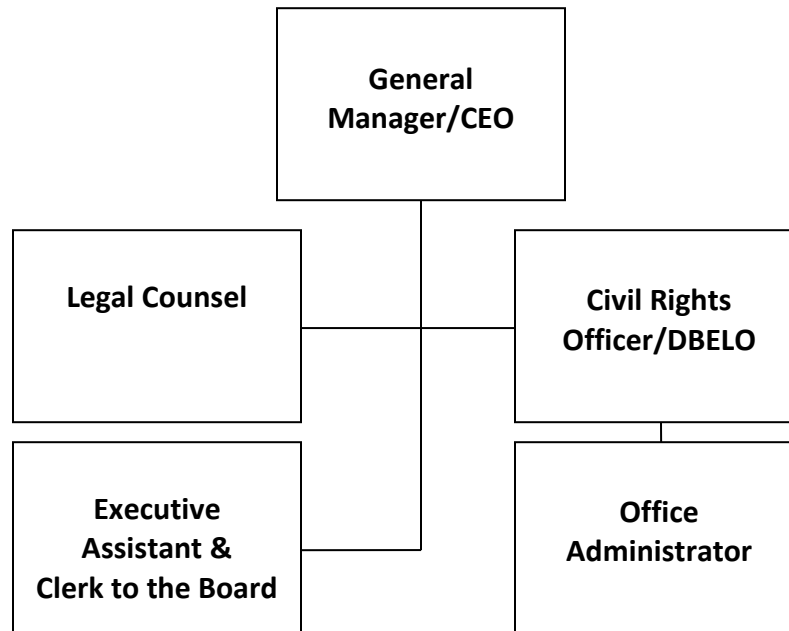 General
Manager/CEO
Legal Counsel
Civil Rights
Officer/DBELO
Executive
Assistant &
Clerk to the Board
Office
Administrator